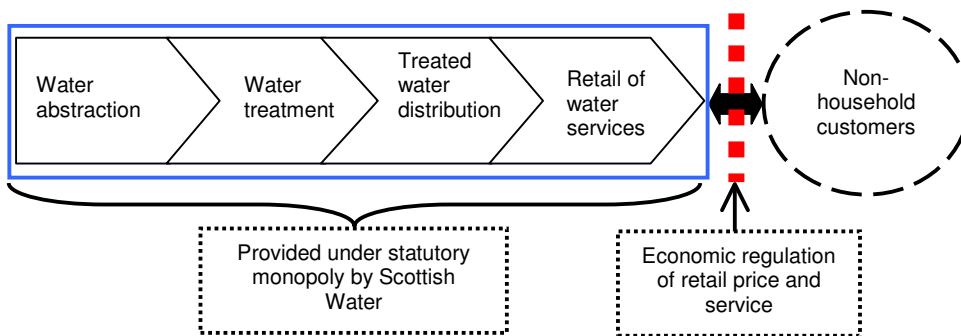 Water
abstraction
Water
treatment
Treated
water
distribution
Retail of
water
services
Non-
household
customers
Provided under statutory
monopoly by Scottish
Water
Economic regulation
of retail price and
service